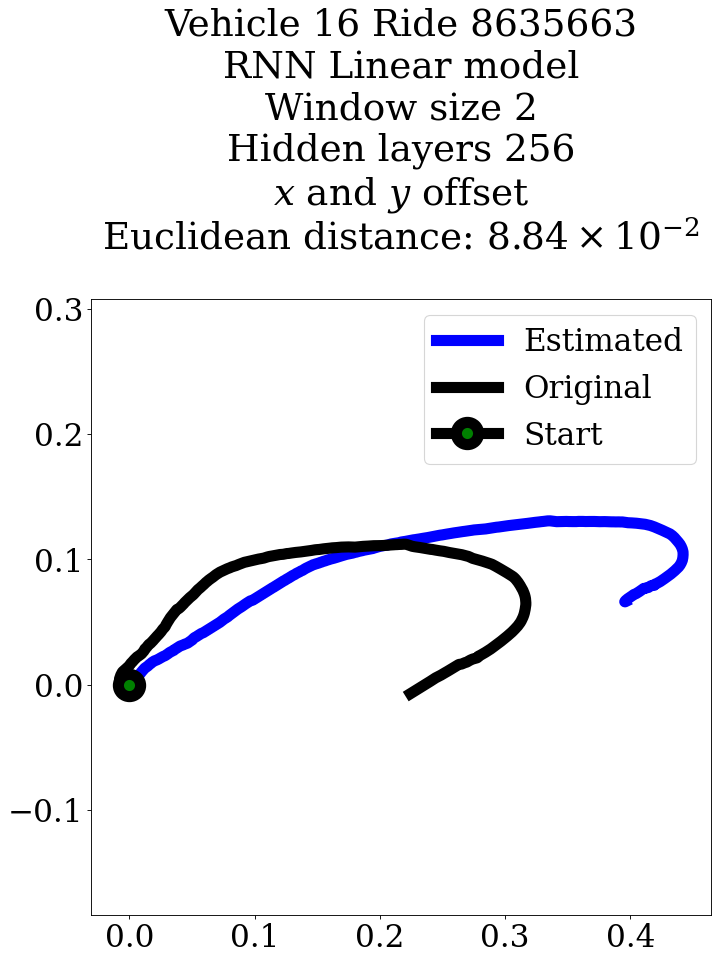 Vehicle 16 Ride 8635663
RNN Linear model
Window size 2
Hidden layers 256
x and y offset
Euclidean distance: 8.84 × 10⁻²
0.3
0.2
0.1
0.0
−0.1
Estimated
Original
Start
0.0 0.1 0.2 0.3 0.4